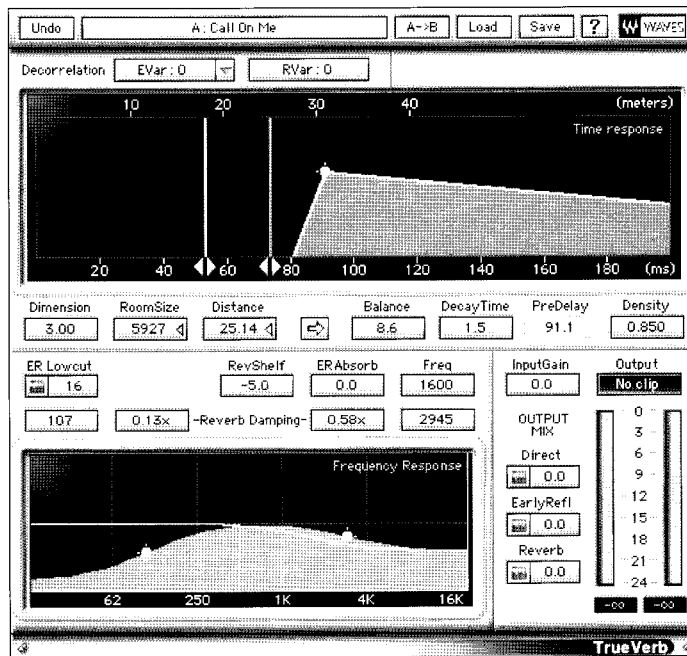 Undo A: Call On Me A->B Load Save ? WAVES
Decorrelation EVar: 0 RVar: 0
10 20 30 40 (meters)
Time response
20 40 60 80 100 120 140 160 180 (ms)
Dimension RoomSize Distance Balance DecayTime PreDelay Density
3.00 5927 25.14 8.6 1.5 91.1 0.850
ER Lowcut RevShelf ERAbsorb Freq
16 -5.0 0.0 1600
107 0.13x -Reverb Damping- 0.58x 2945
Frequency Response
62 250 1K 4K 16K
InputGain Output
0.0 No clip
OUTPUT
MIX
Direct
0.0
EarlyRefl
0.0
Reverb
0.0
0
3
6
9
12
15
18
21
24
-∞ -∞
TrueVerb